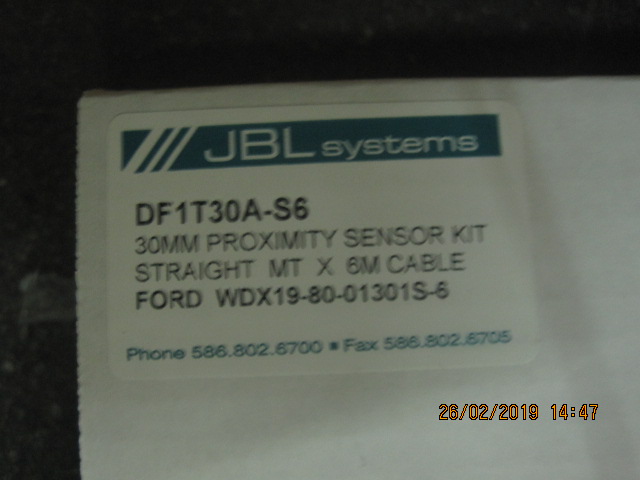 JBL systems
DF1T30A-S6
30MM PROXIMITY SENSOR KIT
STRAIGHT MT X 6M CABLE
FORD WDX19-80-01301S-6
Phone 586.802.6700 ■ Fax 586.802.6705
26/02/2019 14:47